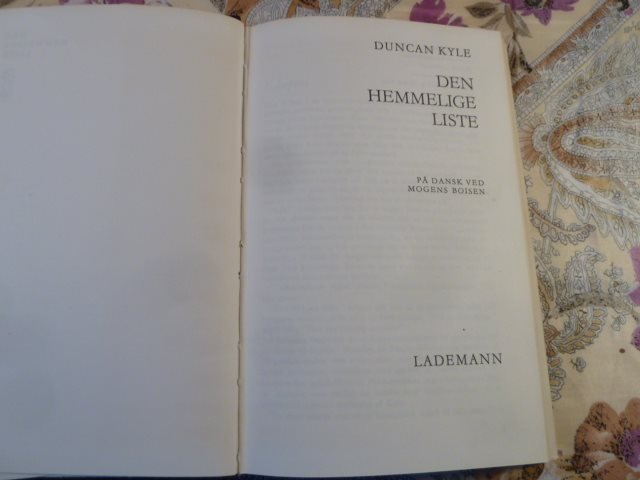 DUNCAN KYLE
DEN
HEMMELIGE
LISTE
PÅ DANSK VED
MOGENS BOISEN
LADEMANN